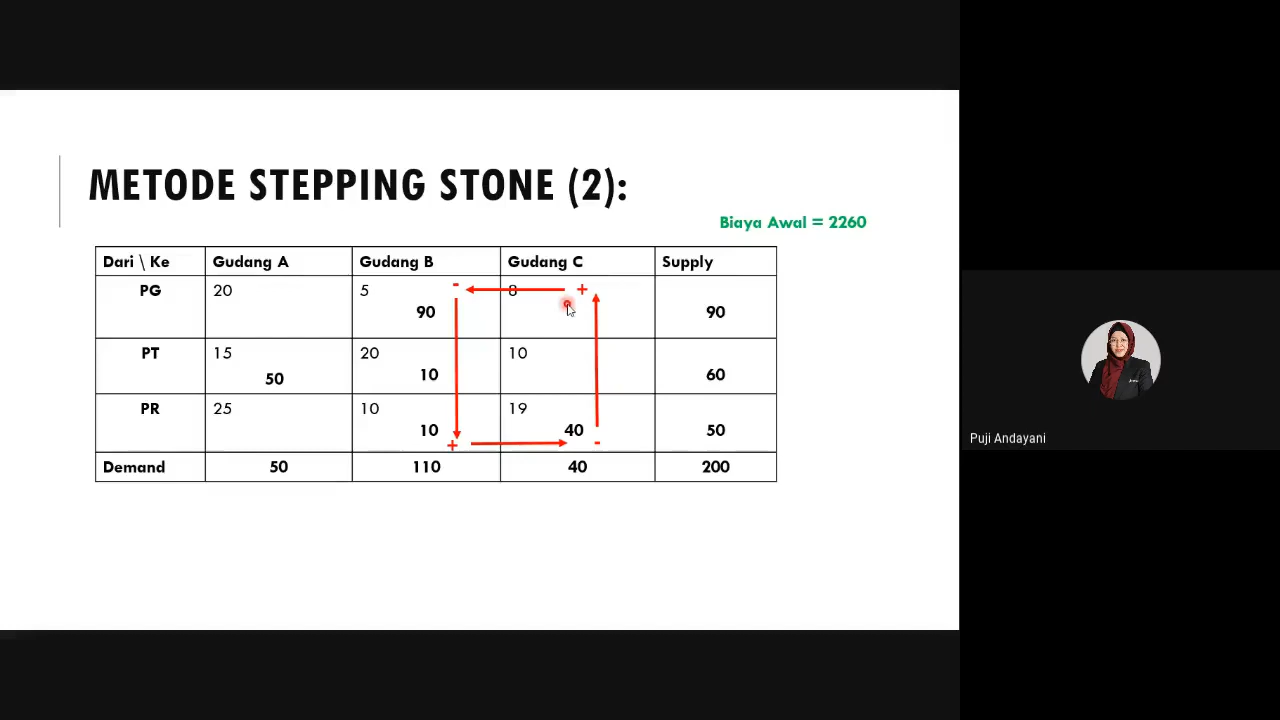 METODE STEPPING STONE (2):
Biaya Awal = 2260
Dari \ Ke Gudang A Gudang B Gudang C Supply
PG 20 5 - 8 +
90 90
PT 15 20 10
50 10 60
PR 25 10 19
10 40 50
+ -
Demand 50 110 40 200
Puji Andayani